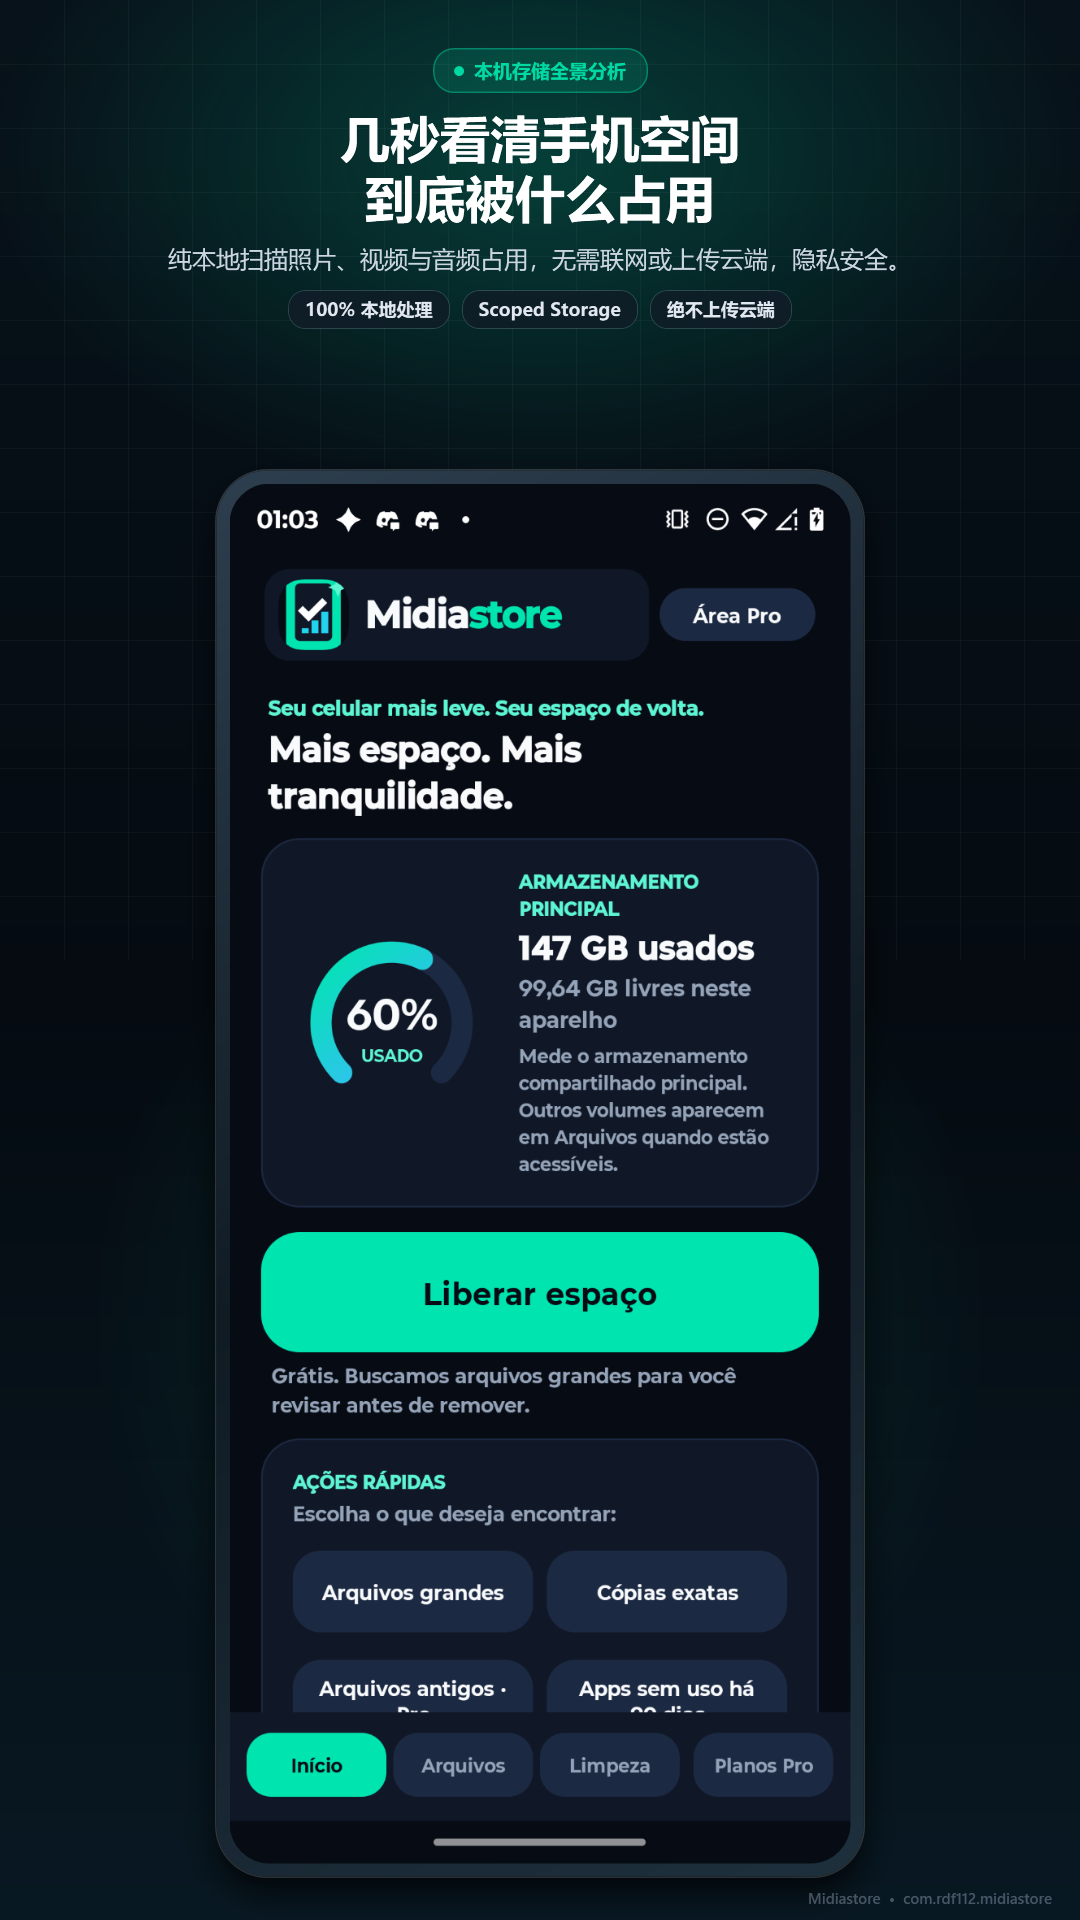 本机存储全景分析
几秒看清手机空间
到底被什么占用
纯本地扫描照片、视频与音频占用，无需联网或上传云端，隐私安全。
100% 本地处理
Scoped Storage
绝不上传云端
01:03
Midiastore
Área Pro
Seu celular mais leve. Seu espaço de volta.
Mais espaço. Mais
tranquilidade.
60%
USADO
ARMAZENAMENTO
PRINCIPAL
147 GB usados
99,64 GB livres neste
aparelho
Mede o armazenamento
compartilhado principal.
Outros volumes aparecem
em Arquivos quando estão
acessíveis.
Liberar espaço
Grátis. Buscamos arquivos grandes para você
revisar antes de remover.
AÇÕES RÁPIDAS
Escolha o que deseja encontrar:
Arquivos grandes
Cópias exatas
Arquivos antigos ·
Pro
Apps sem uso há
90 dias
Início
Arquivos
Limpeza
Planos Pro
Midiastore • com.rdf112.midiastore